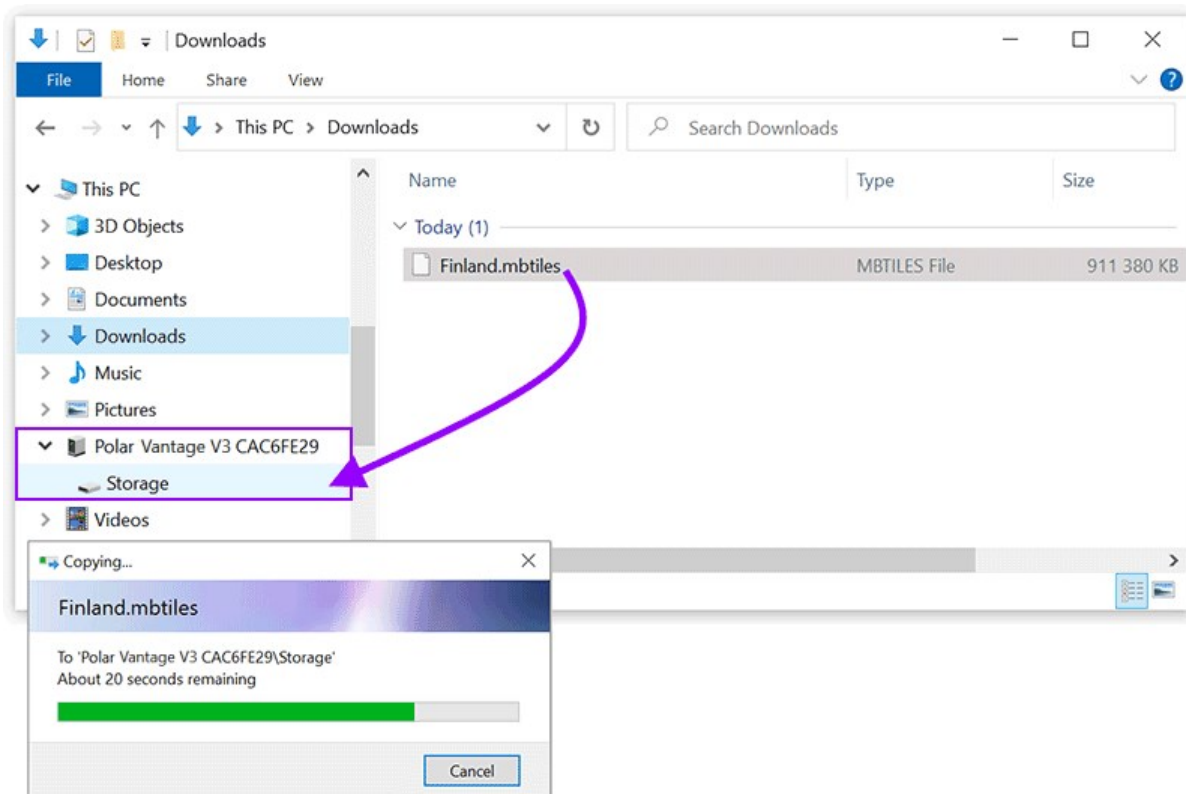 Downloads
File Home Share View
This PC > Downloads
Search Downloads
This PC
3D Objects
Desktop
Documents
Downloads
Music
Pictures
Polar Vantage V3 CAC6FE29
Storage
Videos
Name Type Size
Today (1)
Finland.mbtiles MBTILES File 911 380 KB
Copying...
Finland.mbtiles
To 'Polar Vantage V3 CAC6FE29\Storage'
About 20 seconds remaining
Cancel